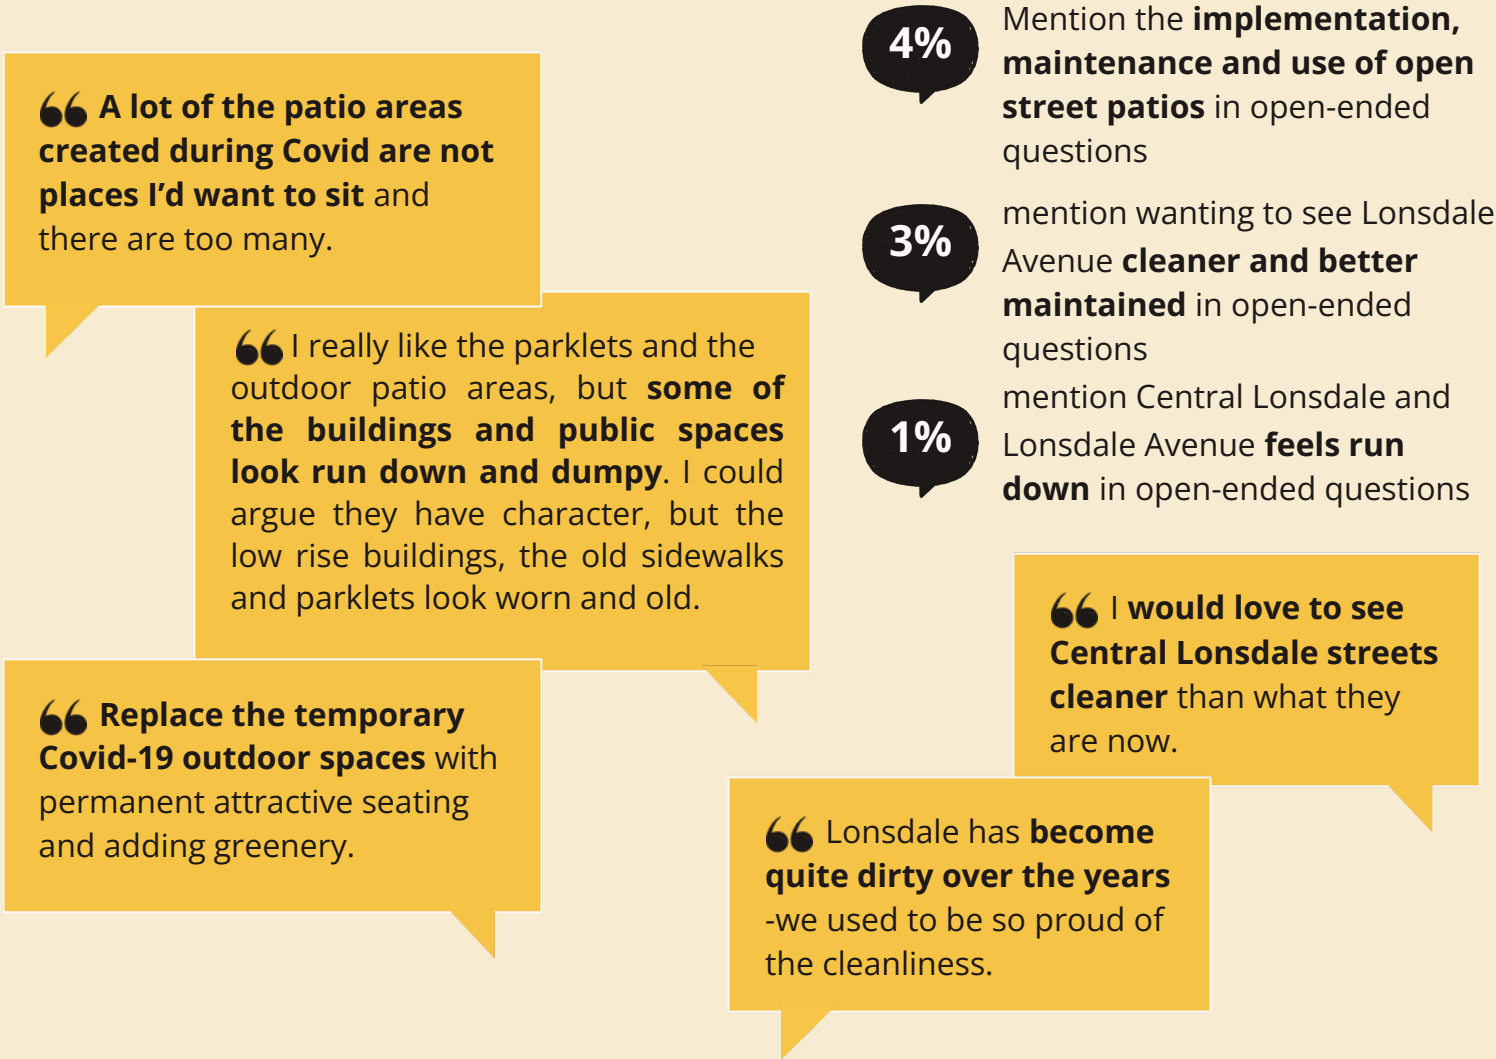 4%
Mention the implementation,
maintenance and use of open
street patios in open-ended
questions
3%
mention wanting to see Lonsdale
Avenue cleaner and better
maintained in open-ended
questions
1%
mention Central Lonsdale and
Lonsdale Avenue feels run
down in open-ended questions
“ A lot of the patio areas
created during Covid are not
places I’d want to sit and
there are too many.
“ I really like the parklets and the
outdoor patio areas, but some of
the buildings and public spaces
look run down and dumpy. I could
argue they have character, but the
low rise buildings, the old sidewalks
and parklets look worn and old.
“ Replace the temporary
Covid-19 outdoor spaces with
permanent attractive seating
and adding greenery.
“ I would love to see
Central Lonsdale streets
cleaner than what they
are now.
“ Lonsdale has become
quite dirty over the years
-we used to be so proud of
the cleanliness.